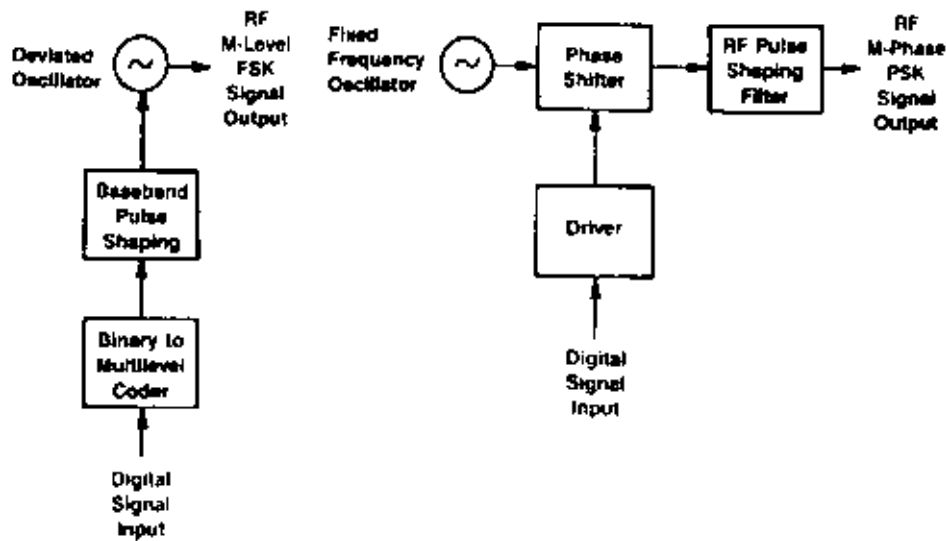 Deviated
Oscillator
RF
M-Level
FSK
Signal
Output
Baseband
Pulse
Shaping
Binary to
Multilevel
Coder
Digital
Signal
Input
Fixed
Frequency
Oscillator
Phase
Shifter
RF Pulse
Shaping
Filter
RF
M-Phase
PSK
Signal
Output
Driver
Digital
Signal
Input